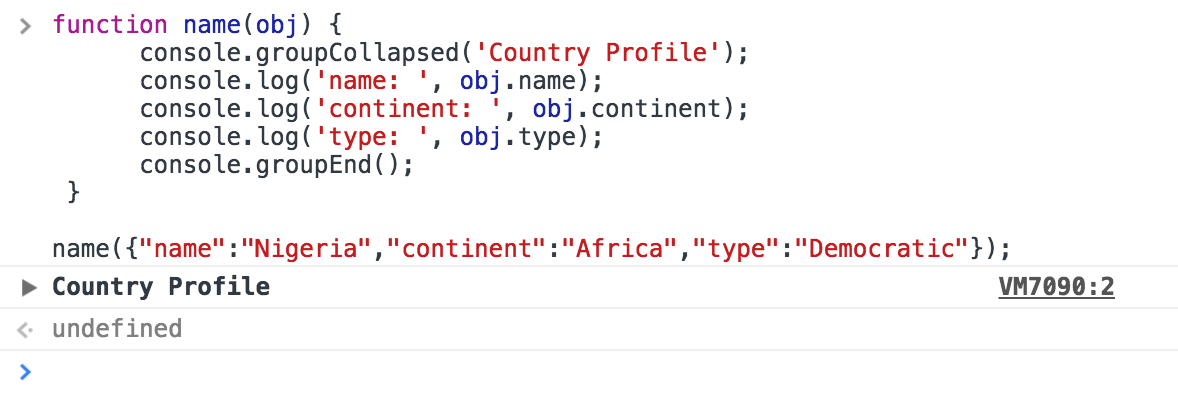 function name(obj) {
console.groupCollapsed('Country Profile');
console.log('name: ', obj.name);
console.log('continent: ', obj.continent);
console.log('type: ', obj.type);
console.groupEnd();
}
name({"name":"Nigeria","continent":"Africa","type":"Democratic"});
Country Profile VM7090:2
undefined